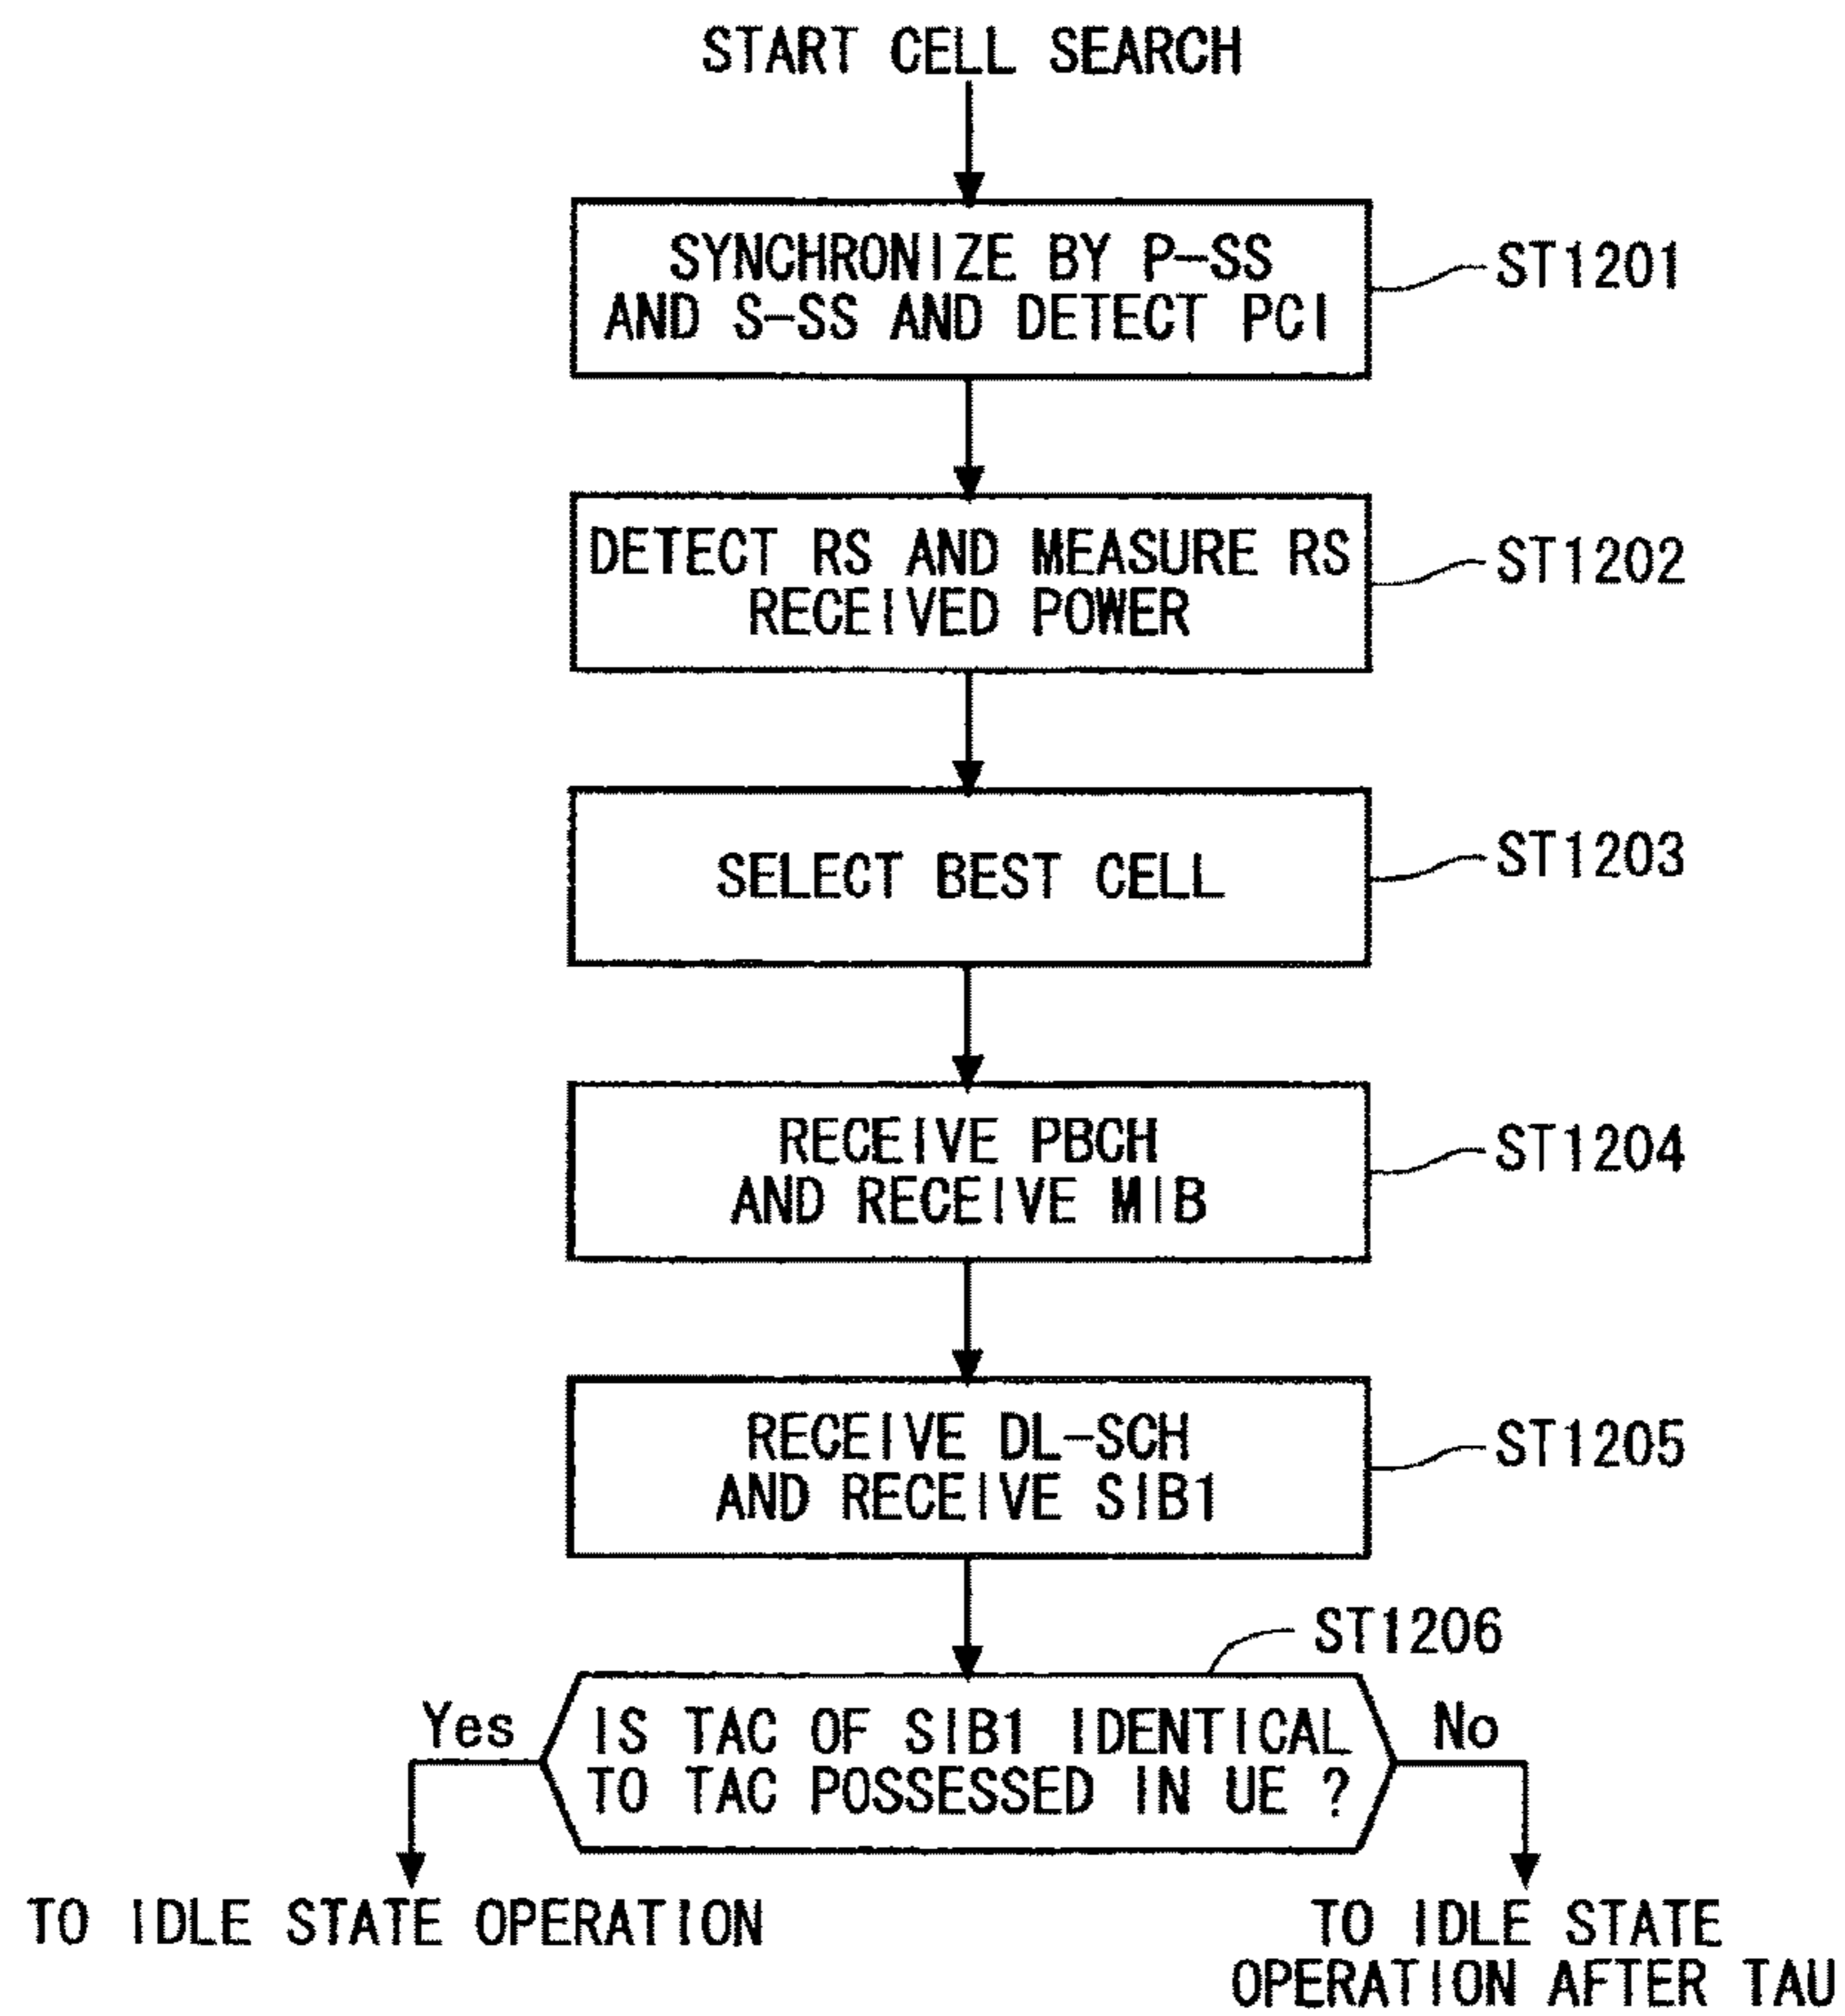 START CELL SEARCH
SYNCHRONIZE BY P-SS
AND S-SS AND DETECT PCI
ST1201
DETECT RS AND MEASURE RS
RECEIVED POWER
ST1202
SELECT BEST CELL
ST1203
RECEIVE PBCH
AND RECEIVE MIB
ST1204
RECEIVE DL-SCH
AND RECEIVE SIB1
ST1205
ST1206
IS TAC OF SIB1 IDENTICAL
TO TAC POSSESSED IN UE ?
Yes
No
TO IDLE STATE OPERATION
TO IDLE STATE
OPERATION AFTER TAU